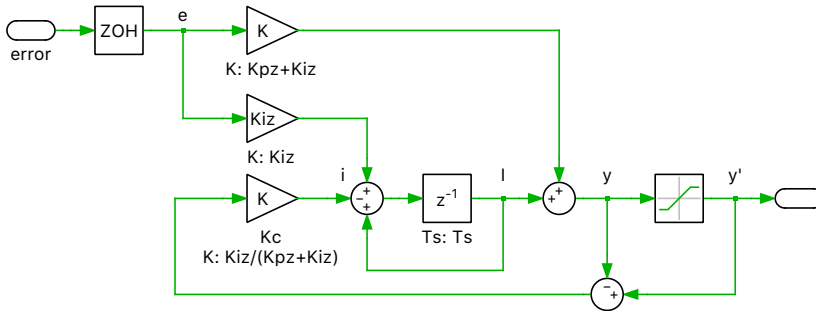 e
ZOH
K
error
K: Kpz+Kiz
Kiz
K: Kiz
i
I
y
y'
K
+
−
+
+
z-1
+
+
Kc
Ts: Ts
K: Kiz/(Kpz+Kiz)
−
+